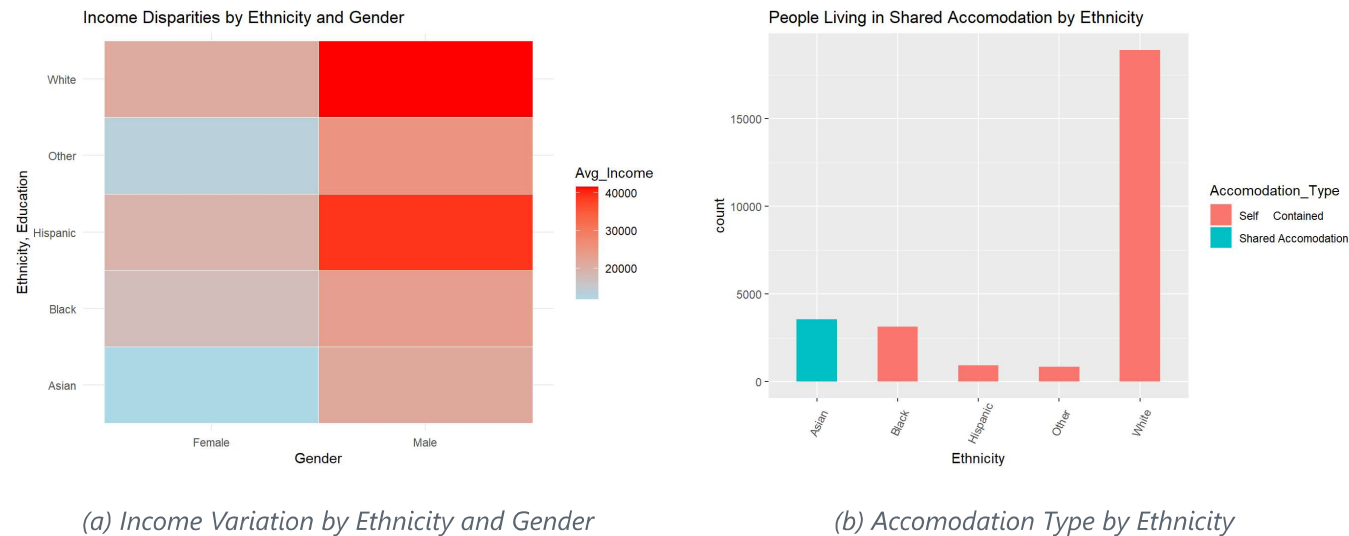 Income Disparities by Ethnicity and Gender
Ethnicity, Education
White
Other
Hispanic
Black
Asian
Female
Male
Gender
Avg_Income
40000
30000
20000
(a) Income Variation by Ethnicity and Gender
People Living in Shared Accomodation by Ethnicity
count
15000
10000
5000
0
Asian
Black
Hispanic
Other
White
Ethnicity
Accomodation_Type
Self Contained
Shared Accomodation
(b) Accomodation Type by Ethnicity